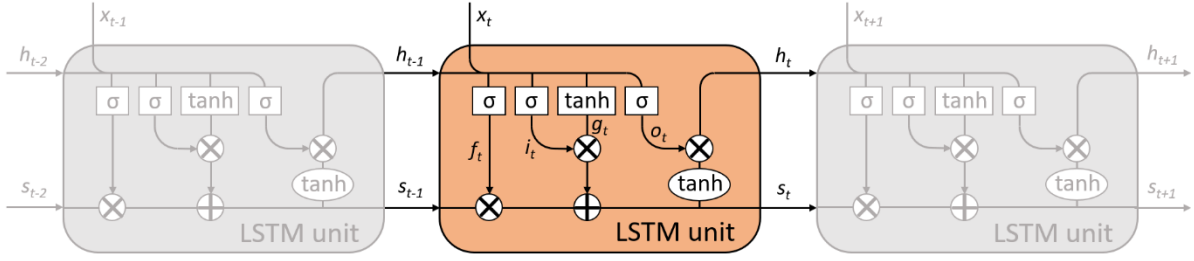 x_{t-1} x_t x_{t+1}
h_{t-2} h_{t-1} h_t h_{t+1}
σ σ tanh σ σ σ tanh σ σ σ tanh σ
g_t
f_t i_t o_t
tanh tanh tanh
s_{t-2} s_{t-1} s_t s_{t+1}
LSTM unit LSTM unit LSTM unit